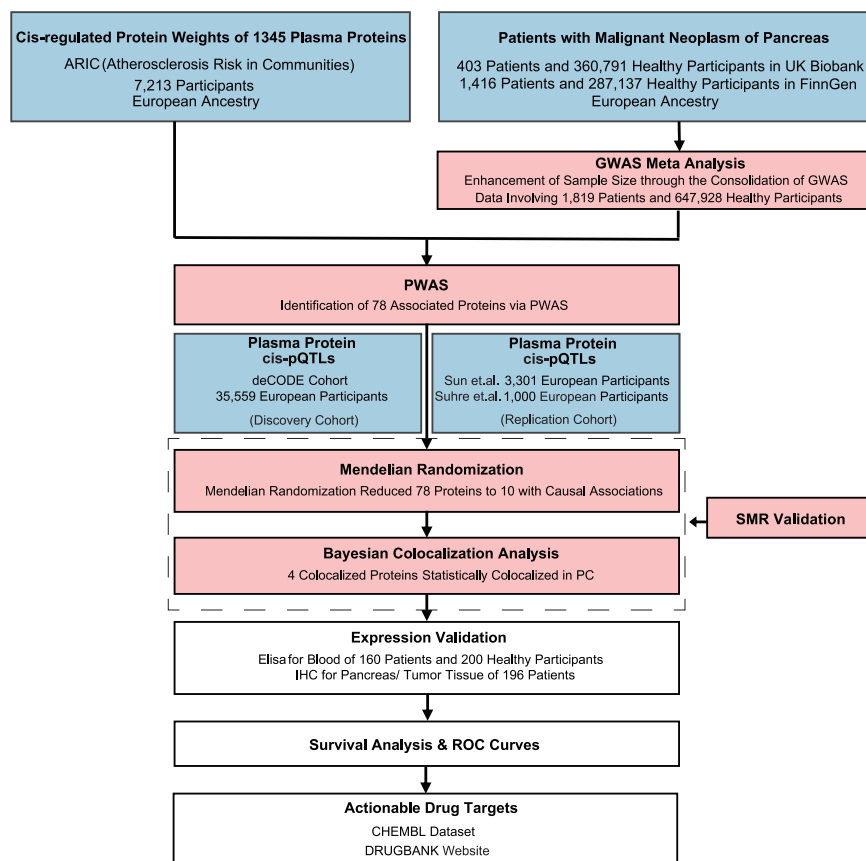 Cis-regulated Protein Weights of 1345 Plasma Proteins
ARIC (Atherosclerosis Risk in Communities)
7,213 Participants
European Ancestry
Patients with Malignant Neoplasm of Pancreas
403 Patients and 360,791 Healthy Participants in UK Biobank
1,416 Patients and 287,137 Healthy Participants in FinnGen
European Ancestry
GWAS Meta Analysis
Enhancement of Sample Size through the Consolidation of GWAS
Data Involving 1,819 Patients and 647,928 Healthy Participants
PWAS
Identification of 78 Associated Proteins via PWAS
Plasma Protein
cis-pQTLs
deCODE Cohort
35,559 European Participants
(Discovery Cohort)
Plasma Protein
cis-pQTLs
Sun et.al. 3,301 European Participants
Suhre et.al. 1,000 European Participants
(Replication Cohort)
Mendelian Randomization
Mendelian Randomization Reduced 78 Proteins to 10 with Causal Associations
SMR Validation
Bayesian Colocalization Analysis
4 Colocalized Proteins Statistically Colocalized in PC
Expression Validation
Elisa for Blood of 160 Patients and 200 Healthy Participants
IHC for Pancreas/ Tumor Tissue of 196 Patients
Survival Analysis & ROC Curves
Actionable Drug Targets
CHEMBL Dataset
DRUGBANK Website